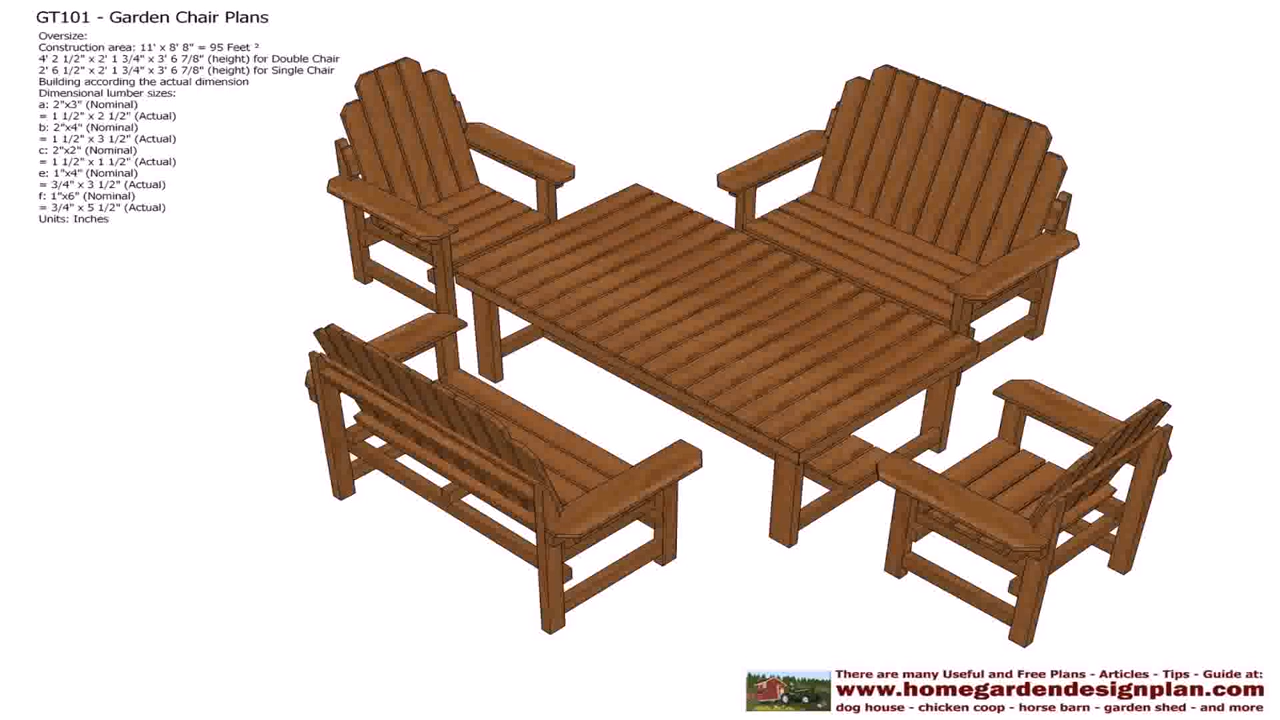 GT101 - Garden Chair Plans
Oversize:
Construction area: 11' x 8' 8" = 95 Feet ²
4' 2 1/2" x 2' 1 3/4" x 3' 6 7/8" (height) for Double Chair
2' 6 1/2" x 2' 1 3/4" x 3' 6 7/8" (height) for Single Chair
Building according the actual dimension
Dimensional lumber sizes:
a: 2"x3" (Nominal)
= 1 1/2" x 2 1/2" (Actual)
b: 2"x4" (Nominal)
= 1 1/2" x 3 1/2" (Actual)
c: 2"x2" (Nominal)
= 1 1/2" x 1 1/2" (Actual)
e: 1"x4" (Nominal)
= 3/4" x 3 1/2" (Actual)
f: 1"x6" (Nominal)
= 3/4" x 5 1/2" (Actual)
Units: Inches
There are many Useful and Free Plans - Articles - Tips - Guide at:
www.homegardendesignplan.com
dog house - chicken coop - horse barn - garden shed - and more